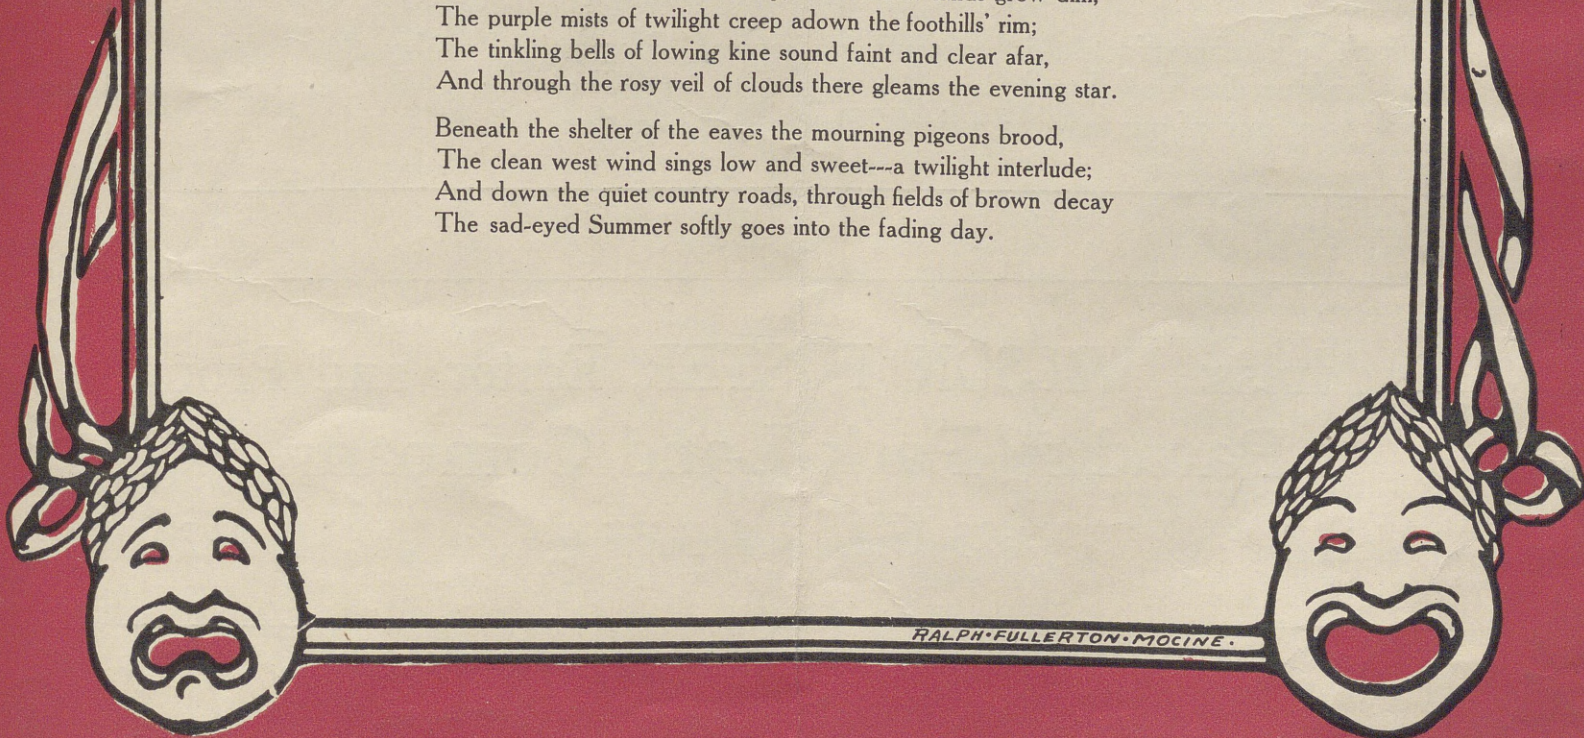 The purple mists of twilight creep adown the foothills' rim;
The tinkling bells of lowing kine sound faint and clear afar,
And through the rosy veil of clouds there gleams the evening star.
Beneath the shelter of the eaves the mourning pigeons brood,
The clean west wind sings low and sweet---a twilight interlude;
And down the quiet country roads, through fields of brown decay
The sad-eyed Summer softly goes into the fading day.
RALPH·FULLERTON·MOCINE.